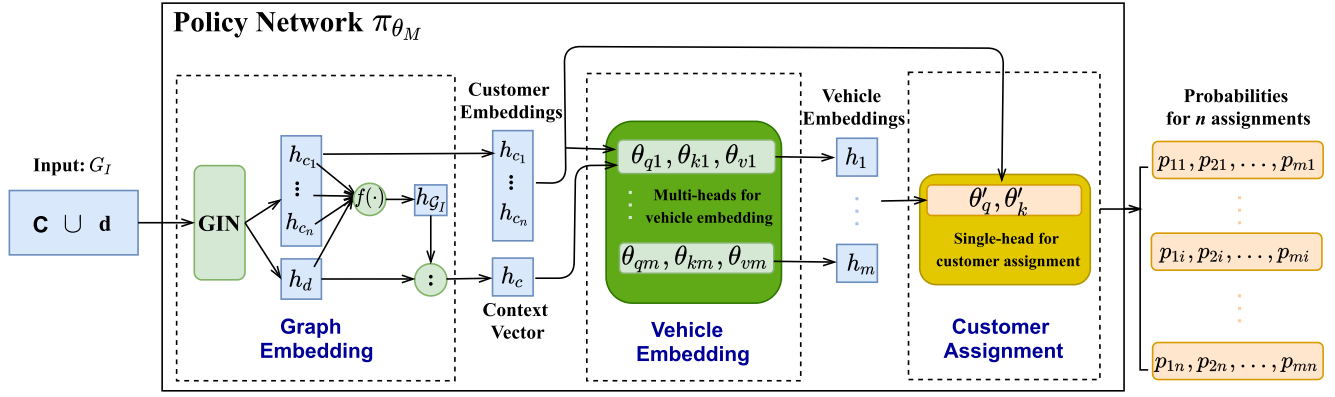 Policy Network π_{θ_M}
Input: G_I
C ∪ d
GIN
h_{c_1}
⋮
h_{c_n}
h_d
f(·)
h_{𝒢_I}
:
Graph
Embedding
Customer
Embeddings
h_{c_1}
⋮
h_{c_n}
h_c
Context
Vector
θ_{q1}, θ_{k1}, θ_{v1}
Multi-heads for
vehicle embedding
θ_{qm}, θ_{km}, θ_{vm}
Vehicle
Embedding
Vehicle
Embeddings
h_1
⋮
h_m
θ'_q, θ'_k
Single-head for
customer assignment
Customer
Assignment
Probabilities
for n assignments
p_{11}, p_{21}, . . . , p_{m1}
⋮
p_{1i}, p_{2i}, . . . , p_{mi}
⋮
p_{1n}, p_{2n}, . . . , p_{mn}